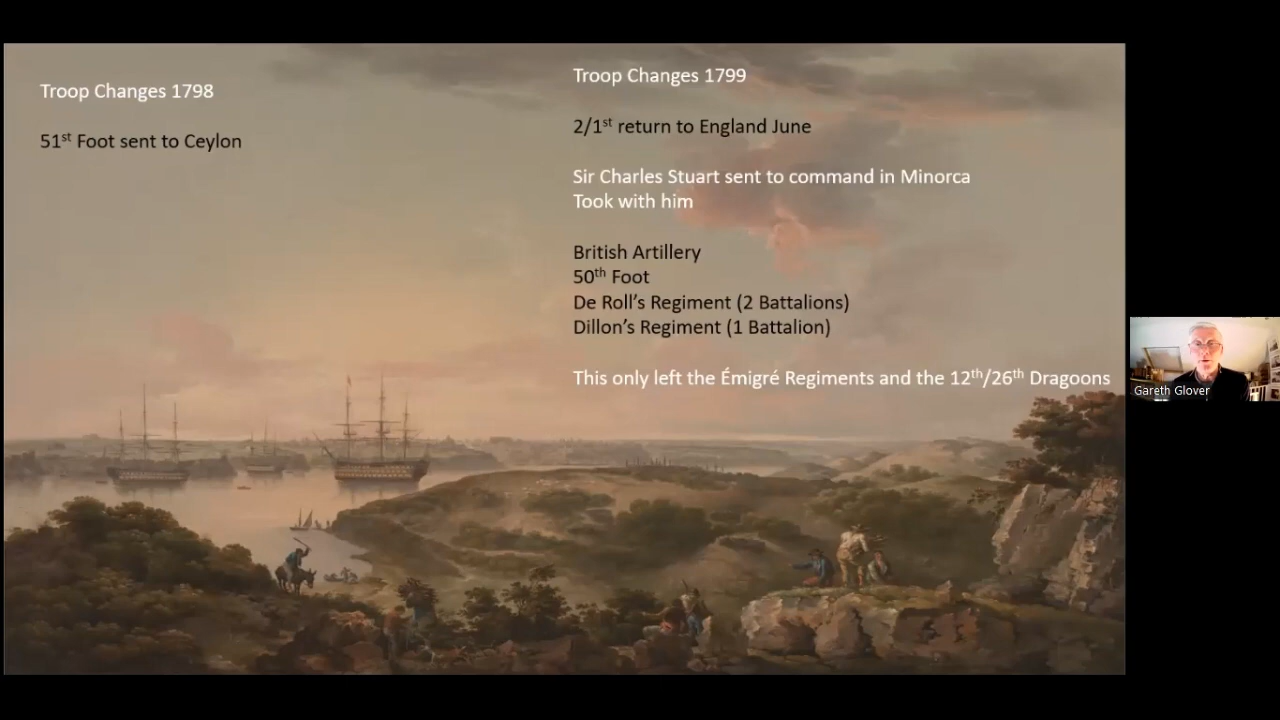 Troop Changes 1798
51st Foot sent to Ceylon
Troop Changes 1799
2/1st return to England June
Sir Charles Stuart sent to command in Minorca
Took with him
British Artillery
50th Foot
De Roll’s Regiment (2 Battalions)
Dillon’s Regiment (1 Battalion)
This only left the Émigré Regiments and the 12th/26th Dragoons
Gareth Glover